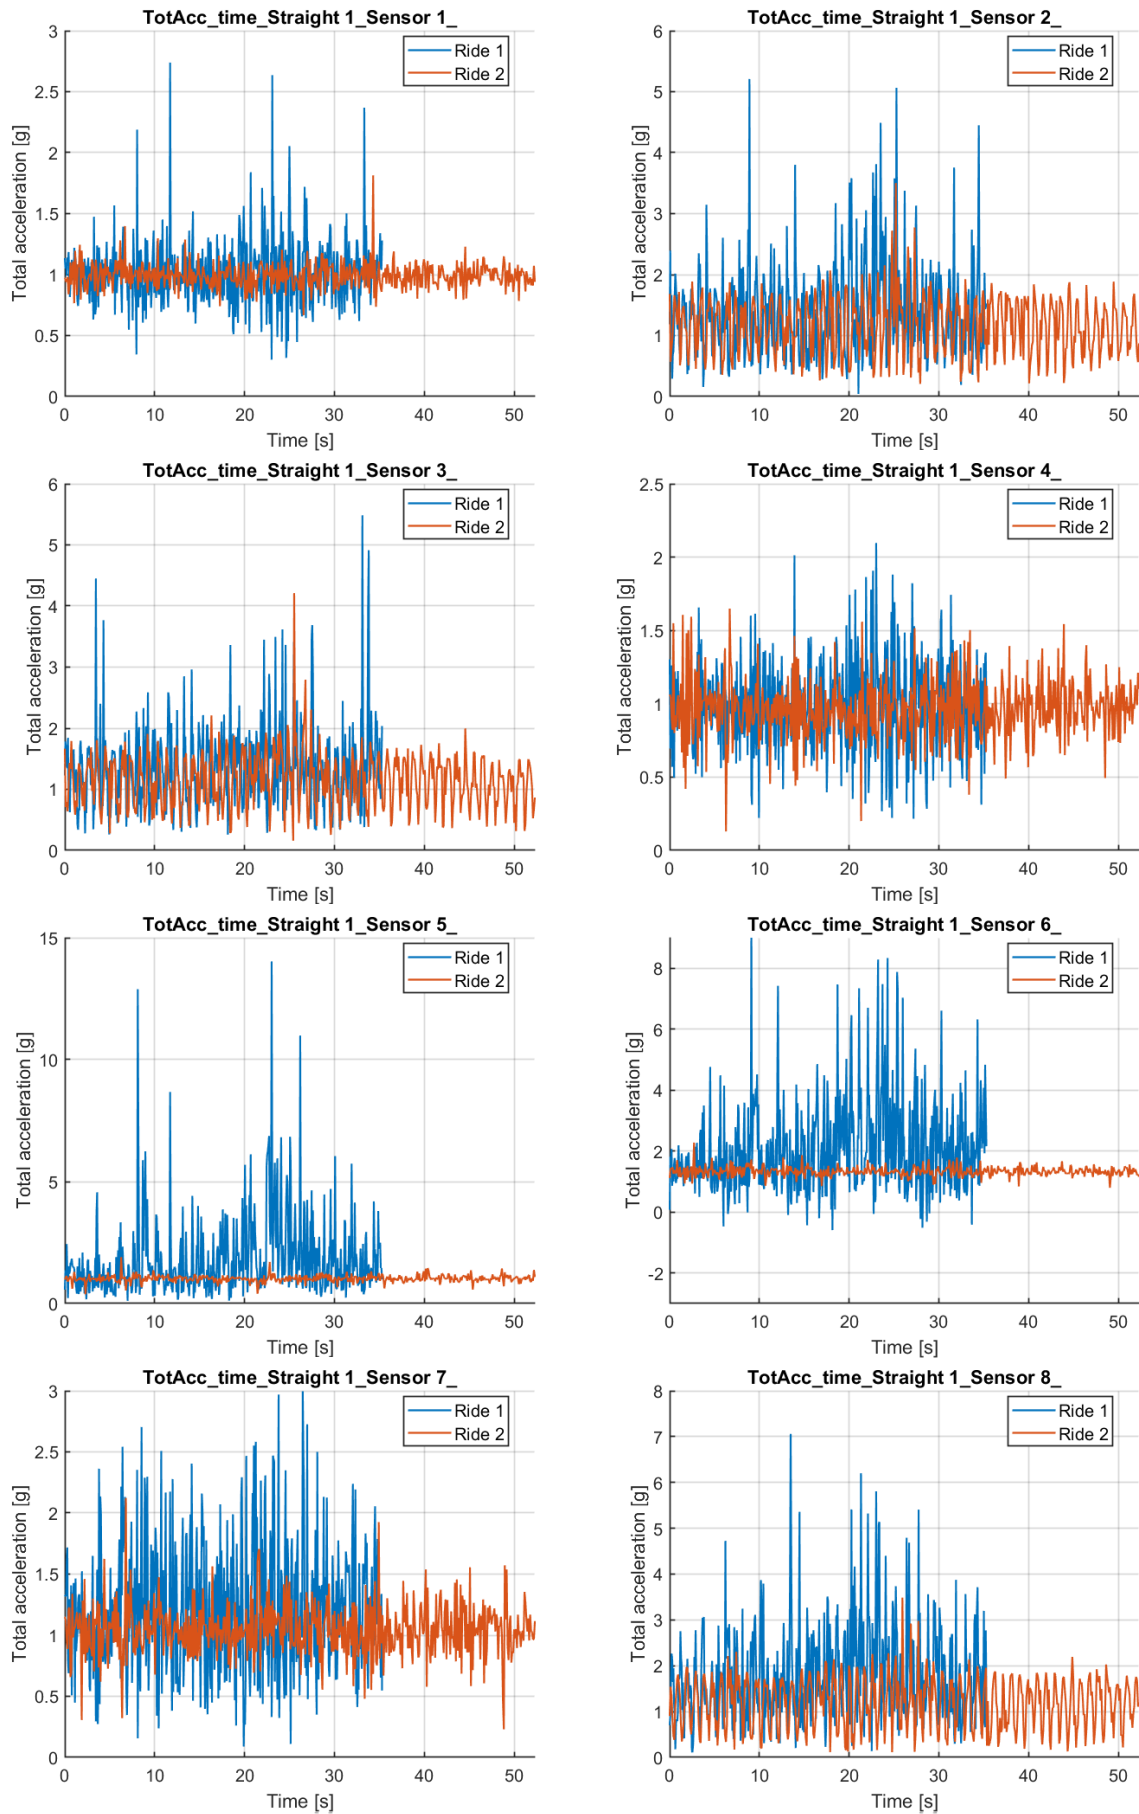 TotAcc_time_Straight 1_Sensor 1_
3
2.5
2
1.5
1
0.5
0
Total acceleration [g]
Ride 1
Ride 2
0 10 20 30 40 50
Time [s]
TotAcc_time_Straight 1_Sensor 2_
6
5
4
3
2
1
0
Total acceleration [g]
Ride 1
Ride 2
0 10 20 30 40 50
Time [s]
TotAcc_time_Straight 1_Sensor 3_
6
5
4
3
2
1
0
Total acceleration [g]
Ride 1
Ride 2
0 10 20 30 40 50
Time [s]
TotAcc_time_Straight 1_Sensor 4_
2.5
2
1.5
1
0.5
0
Total acceleration [g]
Ride 1
Ride 2
0 10 20 30 40 50
Time [s]
TotAcc_time_Straight 1_Sensor 5_
15
10
5
0
Total acceleration [g]
Ride 1
Ride 2
0 10 20 30 40 50
Time [s]
TotAcc_time_Straight 1_Sensor 6_
8
6
4
2
0
-2
Total acceleration [g]
Ride 1
Ride 2
0 10 20 30 40 50
Time [s]
TotAcc_time_Straight 1_Sensor 7_
3
2.5
2
1.5
1
0.5
0
Total acceleration [g]
Ride 1
Ride 2
0 10 20 30 40 50
Time [s]
TotAcc_time_Straight 1_Sensor 8_
8
7
6
5
4
3
2
1
0
Total acceleration [g]
Ride 1
Ride 2
0 10 20 30 40 50
Time [s]